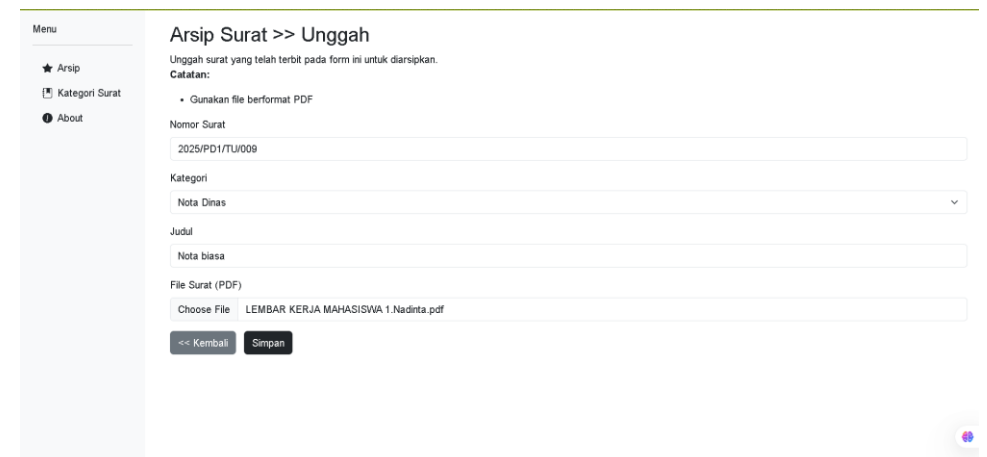 Menu
Arsip
Kategori Surat
About
Arsip Surat >> Unggah
Unggah surat yang telah terbit pada form ini untuk diarsipkan.
Catatan:
• Gunakan file berformat PDF
Nomor Surat
2025/PD1/TU/009
Kategori
Nota Dinas
Judul
Nota biasa
File Surat (PDF)
Choose File LEMBAR KERJA MAHASISWA 1.Nadinta.pdf
<< Kembali Simpan